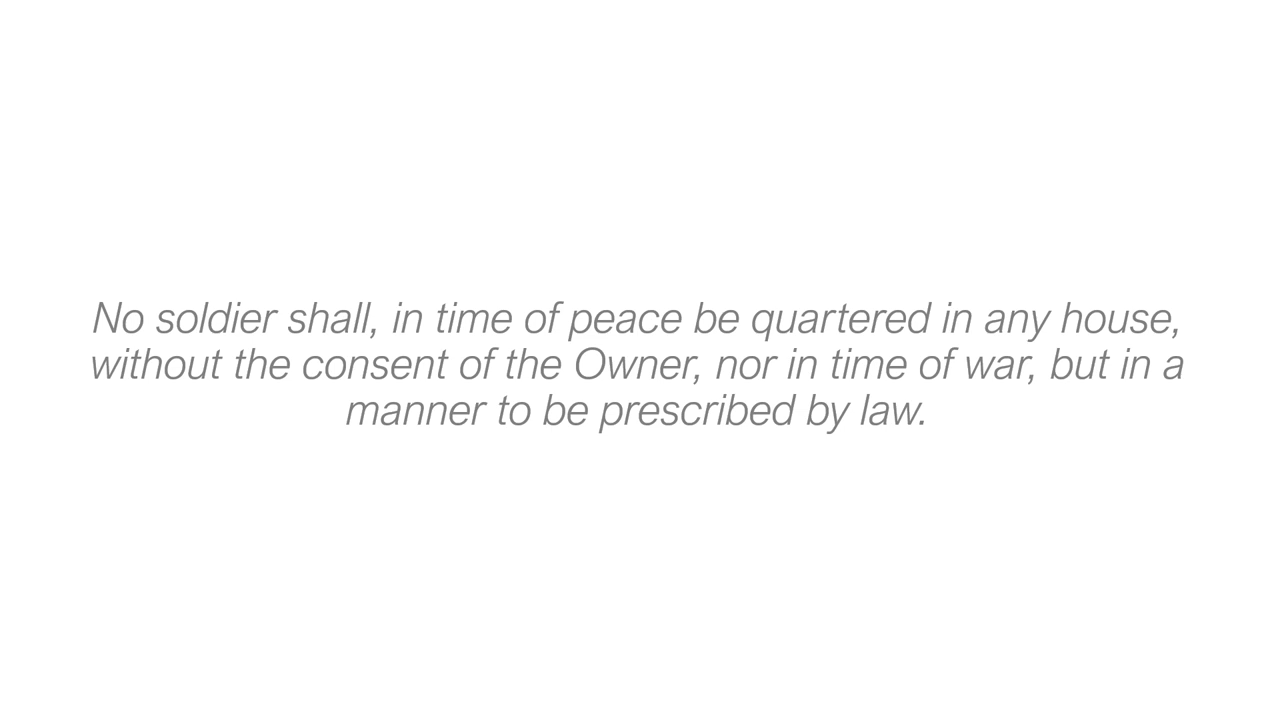 No soldier shall, in time of peace be quartered in any house,
without the consent of the Owner, nor in time of war, but in a
manner to be prescribed by law.